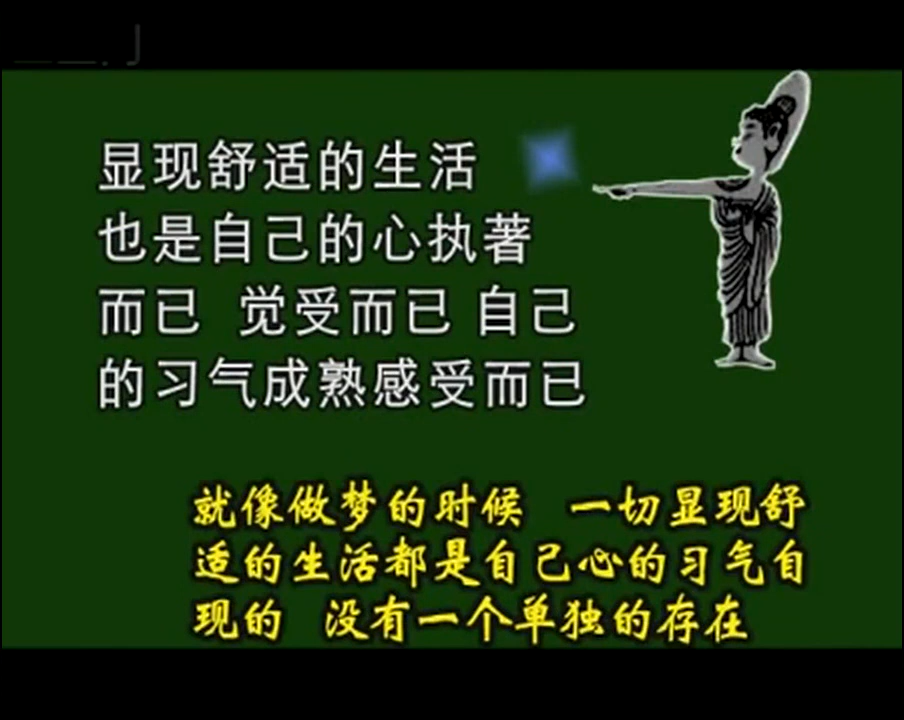 显现舒适的生活
也是自己的心执著
而已 觉受而已 自己
的习气成熟感受而已
就像做梦的时候 一切显现舒
适的生活都是自己心的习气自
现的 没有一个单独的存在